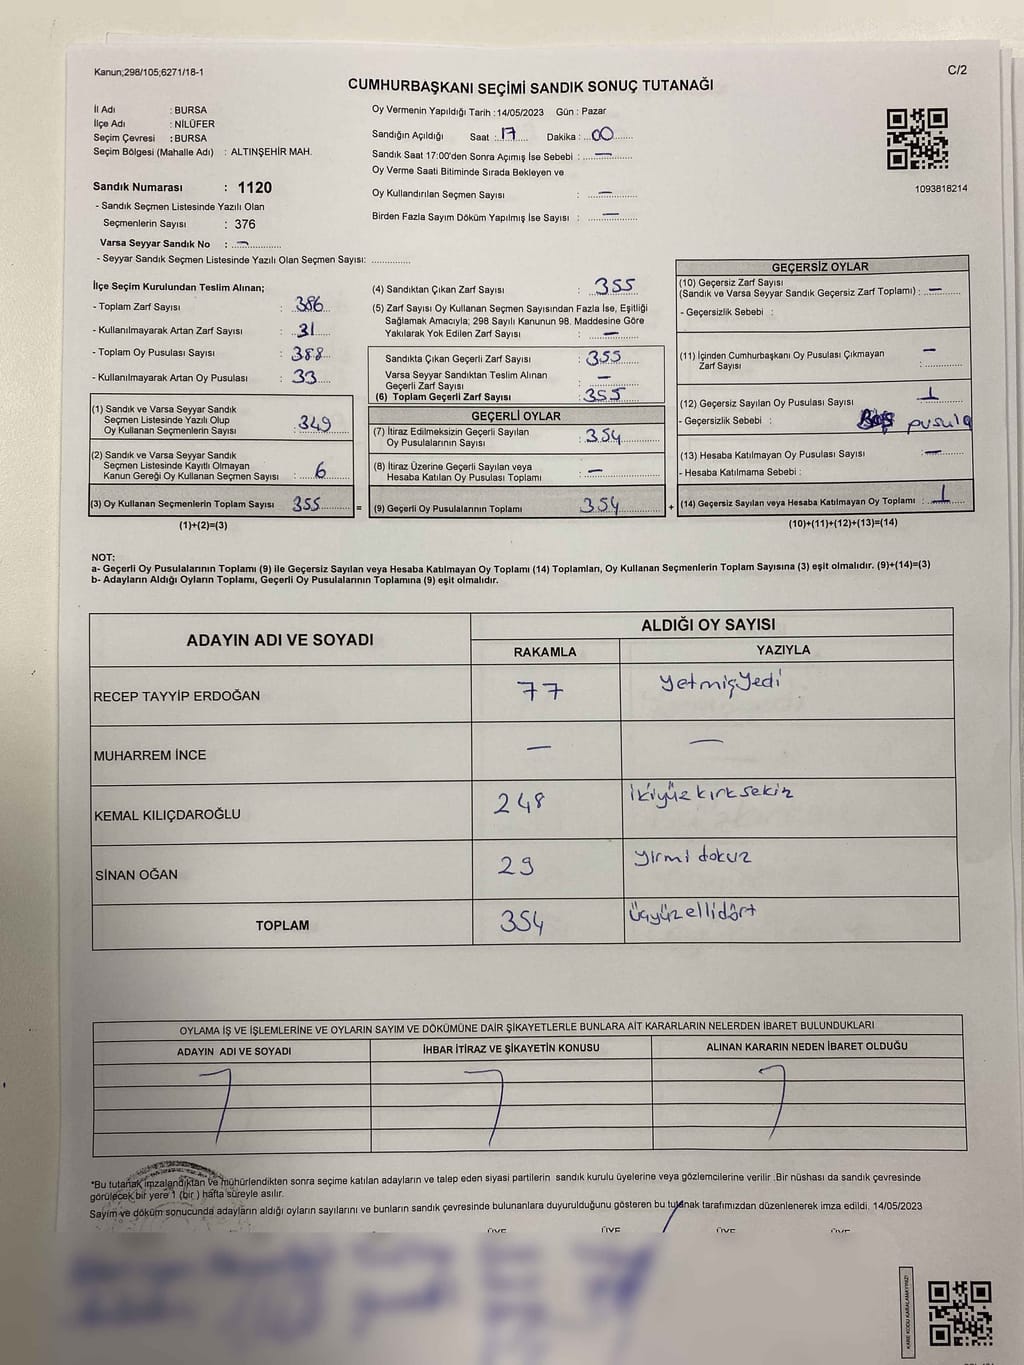 Kanun;298/105;6271/18-1
C/2
CUMHURBAŞKANI SEÇİMİ SANDIK SONUÇ TUTANAĞI
İl Adı : BURSA
İlçe Adı : NİLÜFER
Seçim Çevresi : BURSA
Seçim Bölgesi (Mahalle Adı) : ALTINŞEHİR MAH.
Sandık Numarası : 1120
- Sandık Seçmen Listesinde Yazılı Olan
Seçmenlerin Sayısı : 376
Varsa Seyyar Sandık No : –
- Seyyar Sandık Seçmen Listesinde Yazılı Olan Seçmen Sayısı: ..............
Oy Vermenin Yapıldığı Tarih :14/05/2023 Gün : Pazar
Sandığın Açıldığı Saat : 17 Dakika : 00
Sandık Saat 17:00'den Sonra Açımış İse Sebebi : —
Oy Verme Saati Bitiminde Sırada Bekleyen ve
Oy Kullandırılan Seçmen Sayısı : —
Birden Fazla Sayım Döküm Yapılmış İse Sayısı : —
1093818214
İlçe Seçim Kurulundan Teslim Alınan;
- Toplam Zarf Sayısı : 386
- Kullanılmayarak Artan Zarf Sayısı : 31
- Toplam Oy Pusulası Sayısı : 388
- Kullanılmayarak Artan Oy Pusulası : 33
(1) Sandık ve Varsa Seyyar Sandık
Seçmen Listesinde Yazılı Olup
Oy Kullanan Seçmenlerin Sayısı : 349
(2) Sandık ve Varsa Seyyar Sandık
Seçmen Listesinde Kayıtlı Olmayan
Kanun Gereği Oy Kullanan Seçmen Sayısı : 6
(3) Oy Kullanan Seçmenlerin Toplam Sayısı 355 =
(1)+(2)=(3)
(4) Sandıktan Çıkan Zarf Sayısı : 355
(5) Zarf Sayısı Oy Kullanan Seçmen Sayısından Fazla İse, Eşitliği
Sağlamak Amacıyla; 298 Sayılı Kanunun 98. Maddesine Göre
Yakılarak Yok Edilen Zarf Sayısı : —
Sandıkta Çıkan Geçerli Zarf Sayısı : 355
Varsa Seyyar Sandıktan Teslim Alınan
Geçerli Zarf Sayısı : —
(6) Toplam Geçerli Zarf Sayısı : 355
GEÇERLİ OYLAR
(7) İtiraz Edilmeksizin Geçerli Sayılan
Oy Pusulalarının Sayısı : 354
(8) İtiraz Üzerine Geçerli Sayılan veya
Hesaba Katılan Oy Pusulası Toplamı : —
(9) Geçerli Oy Pusulalarının Toplamı 354 +
GEÇERSİZ OYLAR
(10) Geçersiz Zarf Sayısı
(Sandık ve Varsa Seyyar Sandık Geçersiz Zarf Toplamı) : —
- Geçersizlik Sebebi :
(11) İçinden Cumhurbaşkanı Oy Pusulası Çıkmayan
Zarf Sayısı : —
(12) Geçersiz Sayılan Oy Pusulası Sayısı : 1
- Geçersizlik Sebebi : Boş pusula
(13) Hesaba Katılmayan Oy Pusulası Sayısı : —
- Hesaba Katılmama Sebebi :
(14) Geçersiz Sayılan veya Hesaba Katılmayan Oy Toplamı : 1
(10)+(11)+(12)+(13)=(14)
NOT:
a- Geçerli Oy Pusulalarının Toplamı (9) ile Geçersiz Sayılan veya Hesaba Katılmayan Oy Toplamı (14) Toplamları, Oy Kullanan Seçmenlerin Toplam Sayısına (3) eşit olmalıdır. (9)+(14)=(3)
b- Adayların Aldığı Oyların Toplamı, Geçerli Oy Pusulalarının Toplamına (9) eşit olmalıdır.
ADAYIN ADI VE SOYADI
ALDIĞI OY SAYISI
RAKAMLA YAZIYLA
RECEP TAYYİP ERDOĞAN 77 yetmişyedi
MUHARREM İNCE — —
KEMAL KILIÇDAROĞLU 248 ikiyüzkırksekiz
SİNAN OĞAN 29 yirmi dokuz
TOPLAM 354 Üçyüzellidört
OYLAMA İŞ VE İŞLEMLERİNE VE OYLARIN SAYIM VE DÖKÜMÜNE DAİR ŞİKAYETLERLE BUNLARA AİT KARARLARIN NELERDEN İBARET BULUNDUKLARI
ADAYIN ADI VE SOYADI İHBAR İTİRAZ VE ŞİKAYETİN KONUSU ALINAN KARARIN NEDEN İBARET OLDUĞU
*Bu tutanak imzalandıktan ve mühürlendikten sonra seçime katılan adayların ve talep eden siyasi partilerin sandık kurulu üyelerine veya gözlemcilerine verilir .Bir nüshası da sandık çevresinde
görülecek bir yere 1 (bir ) hafta süreyle asılır.
Sayım ve döküm sonucunda adayların aldığı oyların sayılarını ve bunların sandık çevresinde bulunanlara duyurulduğunu gösteren bu tutanak tarafımızdan düzenlenerek imza edildi. 14/05/2023
ÜYE ÜYE ÜYE ÜYE
KARE KODU KARALAMAYINIZ!